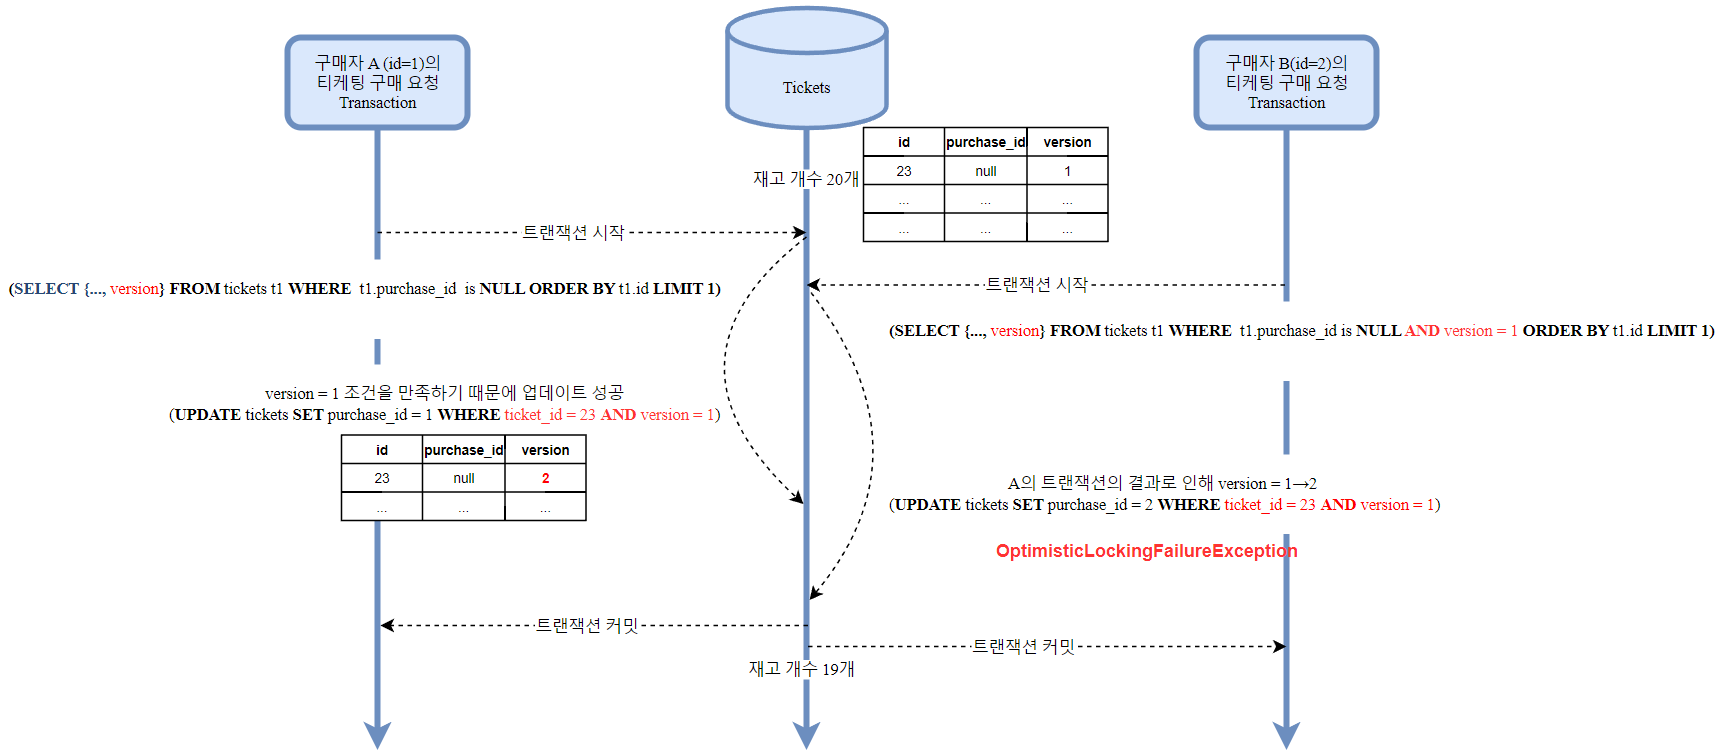 구매자 A (id=1)의
티케팅 구매 요청
Transaction
Tickets
구매자 B(id=2)의
티케팅 구매 요청
Transaction
id purchase_id version
23 null 1
... ... ...
... ... ...
재고 개수 20개
트랜잭션 시작
트랜잭션 시작
(SELECT {..., version} FROM tickets t1 WHERE t1.purchase_id is NULL ORDER BY t1.id LIMIT 1)
(SELECT {..., version} FROM tickets t1 WHERE t1.purchase_id is NULL AND version = 1 ORDER BY t1.id LIMIT 1)
version = 1 조건을 만족하기 때문에 업데이트 성공
(UPDATE tickets SET purchase_id = 1 WHERE ticket_id = 23 AND version = 1)
id purchase_id version
23 null 2
... ... ...
A의 트랜잭션의 결과로 인해 version = 1→2
(UPDATE tickets SET purchase_id = 2 WHERE ticket_id = 23 AND version = 1)
OptimisticLockingFailureException
트랜잭션 커밋
트랜잭션 커밋
재고 개수 19개